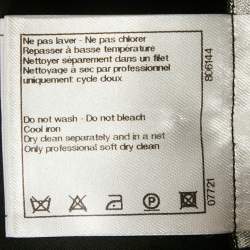 Ne pas laver - Ne pas chlorer
Repasser à basse température
Nettoyer séparement dans un filet
Nettoyage à sec par professionnel
uniquement: cycle doux
Do not wash - Do not bleach
Cool iron
Dry clean separately and in a net
Only professional soft dry clean
P
806144
07721